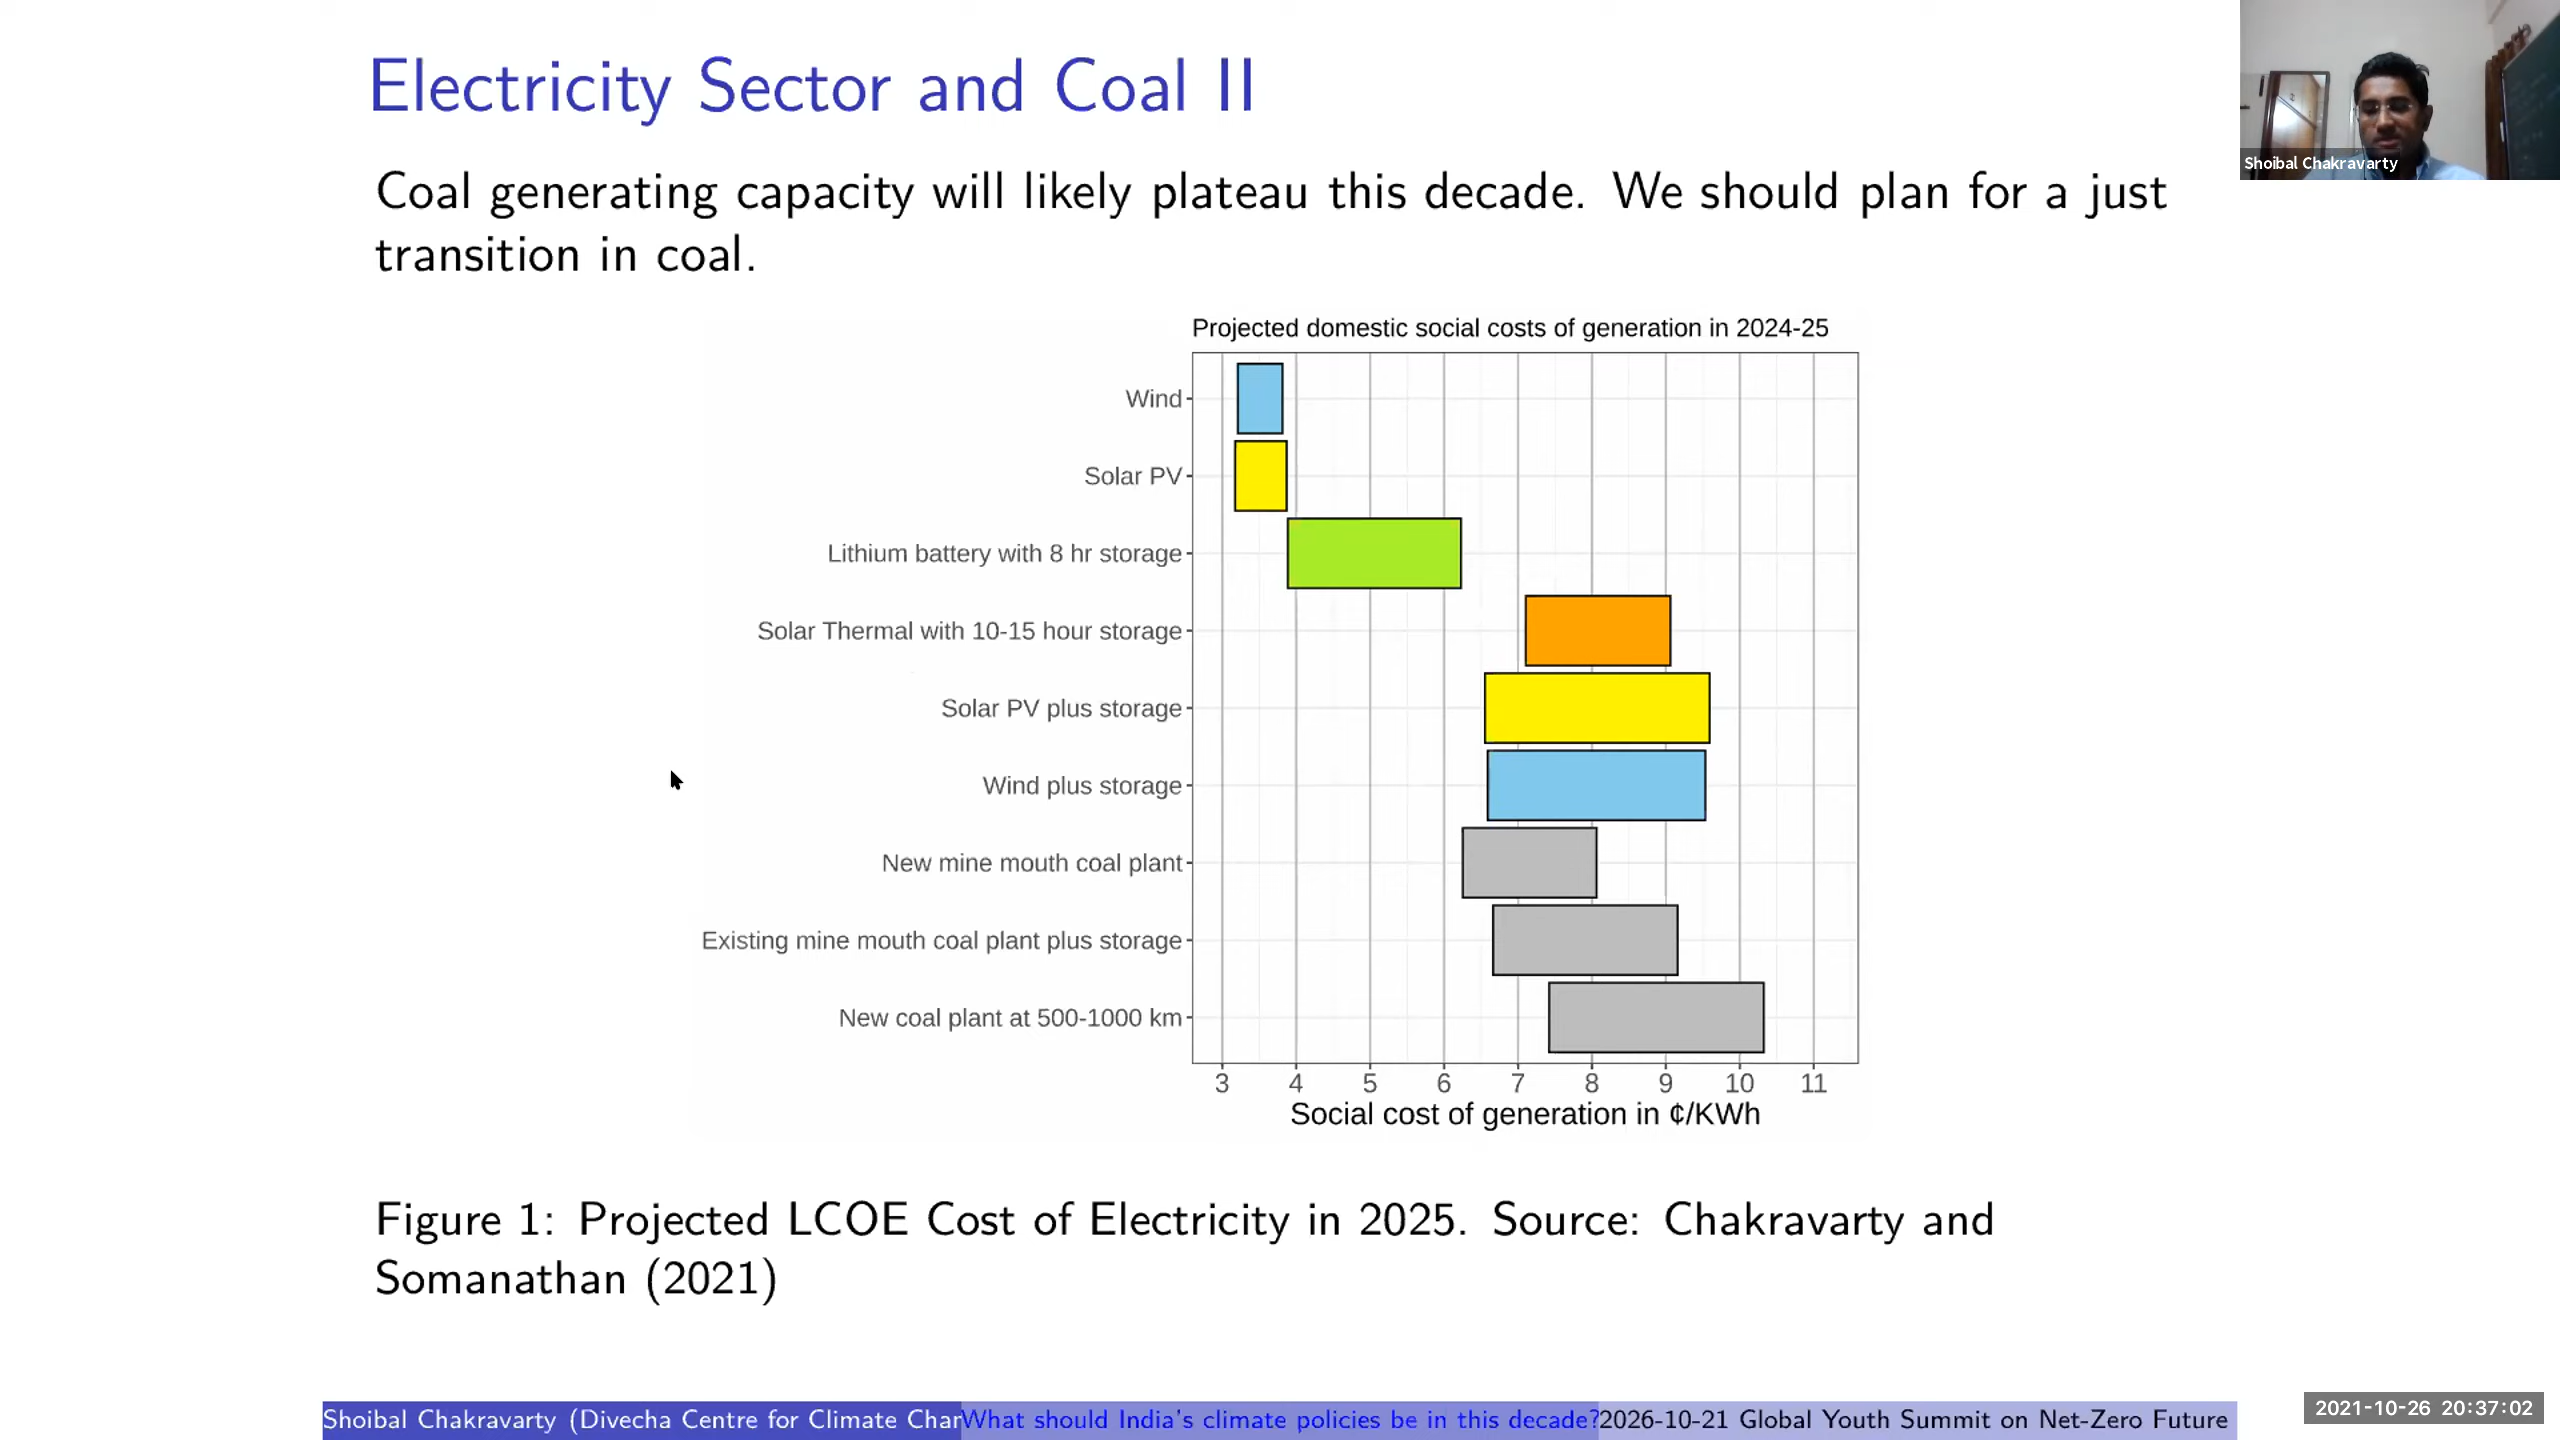 Electricity Sector and Coal II
Shoibal Chakravarty
Coal generating capacity will likely plateau this decade. We should plan for a just
transition in coal.
Projected domestic social costs of generation in 2024-25
Wind
Solar PV
Lithium battery with 8 hr storage
Solar Thermal with 10-15 hour storage
Solar PV plus storage
Wind plus storage
New mine mouth coal plant
Existing mine mouth coal plant plus storage
New coal plant at 500-1000 km
3 4 5 6 7 8 9 10 11
Social cost of generation in ¢/KWh
Figure 1: Projected LCOE Cost of Electricity in 2025. Source: Chakravarty and
Somanathan (2021)
Shoibal Chakravarty (Divecha Centre for Climate Chan What should India's climate policies be in this decade? 2026-10-21 Global Youth Summit on Net-Zero Future
2021-10-26 20:37:02